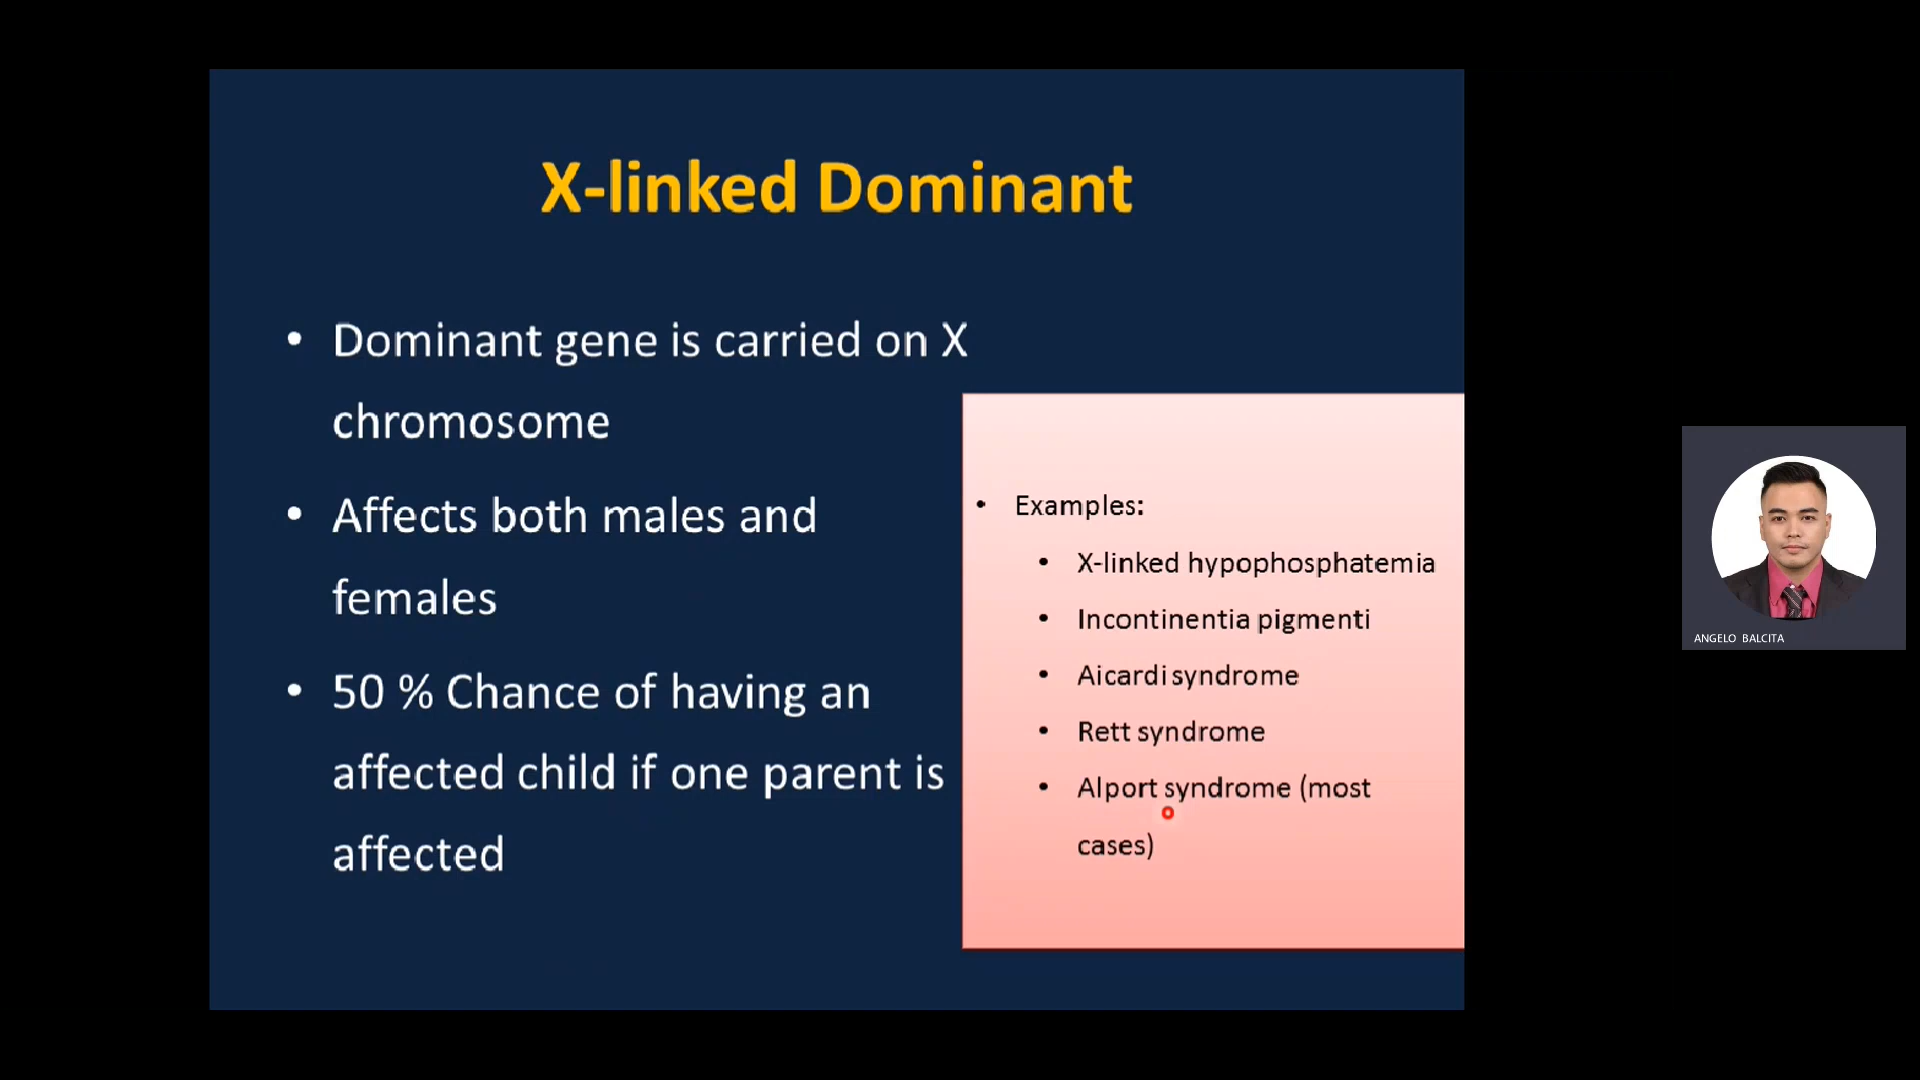 X-linked Dominant
• Dominant gene is carried on X
chromosome
• Affects both males and
females
• 50 % Chance of having an
affected child if one parent is
affected
• Examples:
• X-linked hypophosphatemia
• Incontinentia pigmenti
• Aicardi syndrome
• Rett syndrome
• Alport syndrome (most
cases)
ANGELO BALCITA